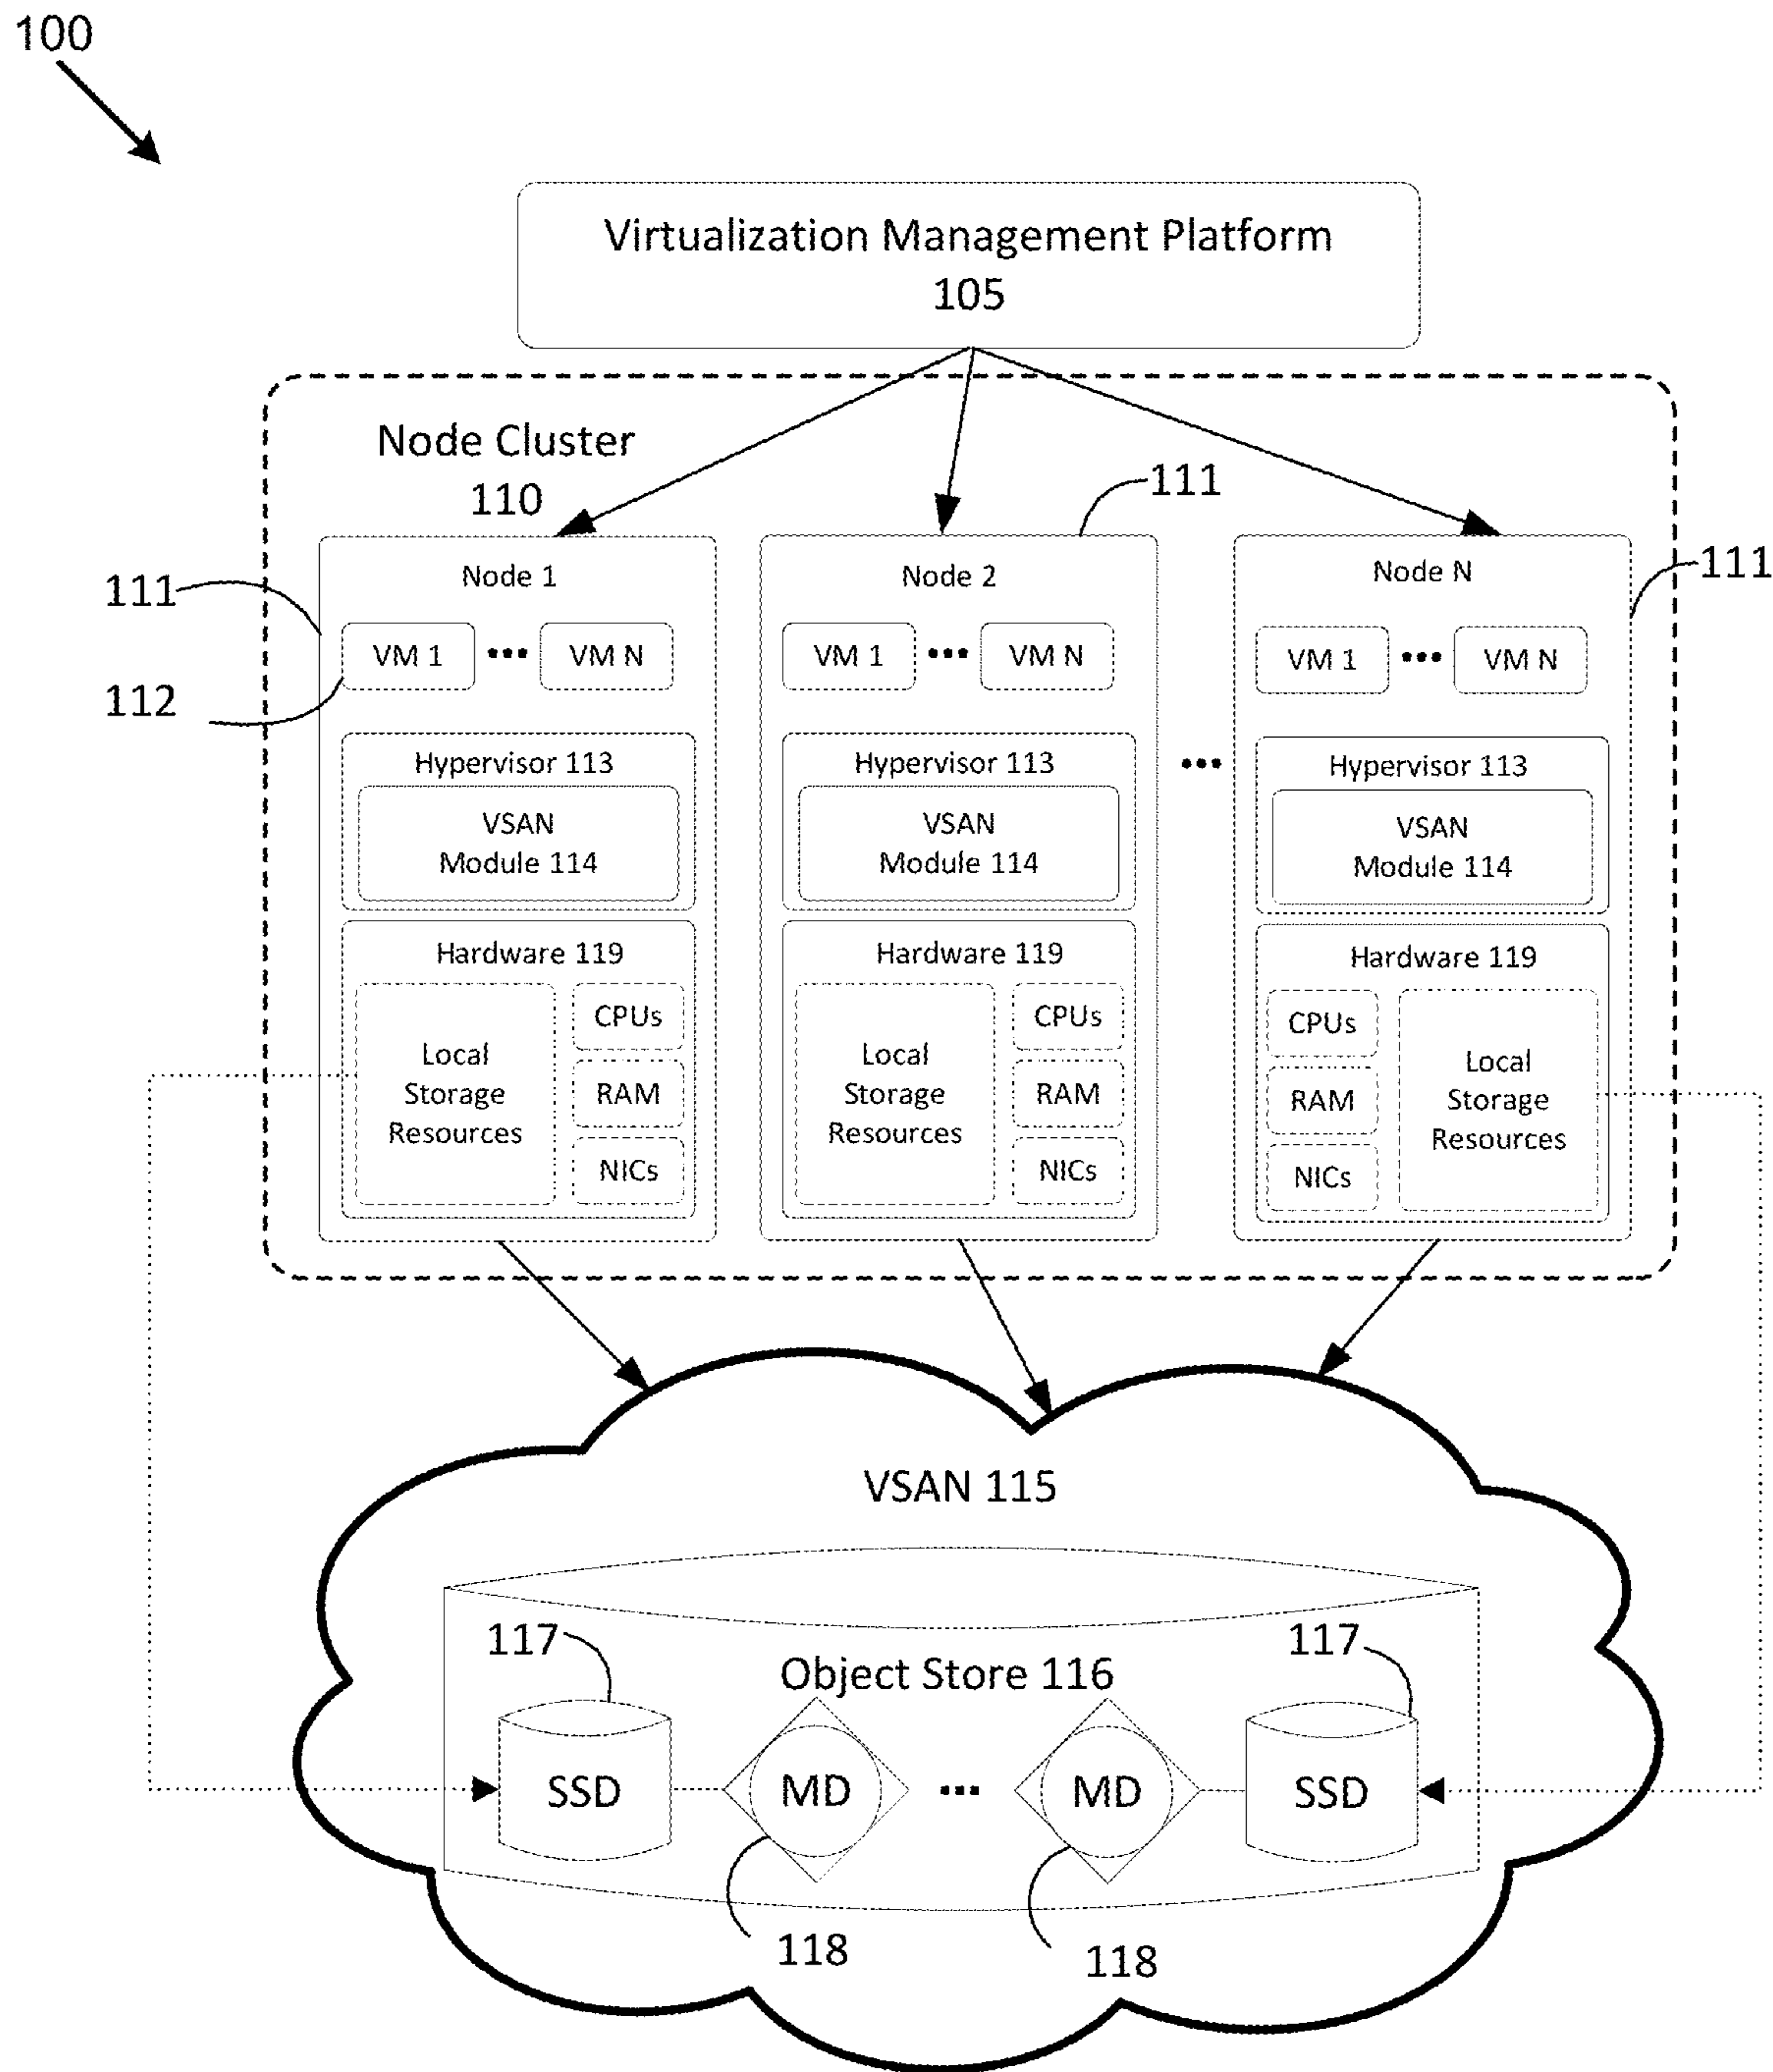 100
Virtualization Management Platform
105
Node Cluster
110
111
111
111
112
Node 1
VM 1 ••• VM N
Hypervisor 113
VSAN
Module 114
Hardware 119
Local
Storage
Resources
CPUs
RAM
NICs
Node 2
VM 1 ••• VM N
Hypervisor 113
VSAN
Module 114
Hardware 119
Local
Storage
Resources
CPUs
RAM
NICs
•••
Node N
VM 1 ••• VM N
Hypervisor 113
VSAN
Module 114
Hardware 119
CPUs
RAM
NICs
Local
Storage
Resources
VSAN 115
117
117
Object Store 116
SSD
MD
•••
MD
SSD
118
118